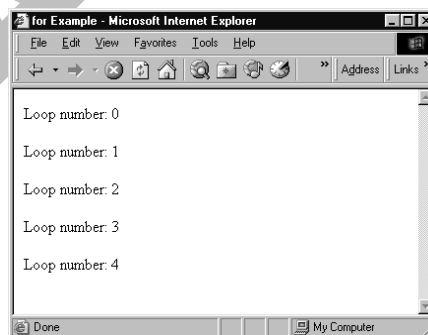 for Example - Microsoft Internet Explorer
File Edit View Favorites Tools Help
» Address Links »
Loop number: 0
Loop number: 1
Loop number: 2
Loop number: 3
Loop number: 4
Done My Computer